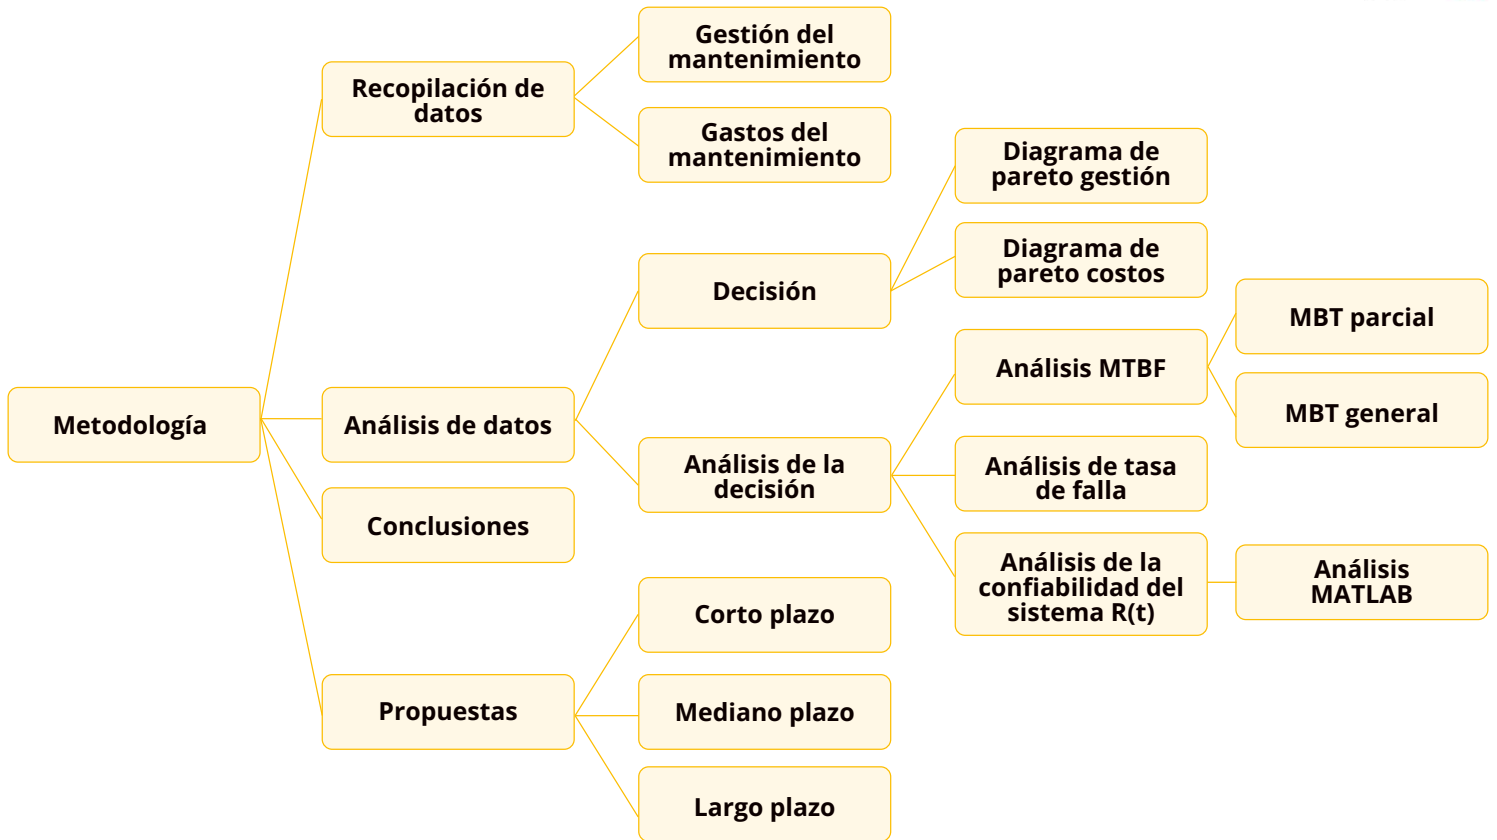 Metodología
Recopilación de
datos
Gestión del
mantenimiento
Gastos del
mantenimiento
Análisis de datos
Decisión
Diagrama de
pareto gestión
Diagrama de
pareto costos
Análisis de la
decisión
Análisis MTBF
MBT parcial
MBT general
Análisis de tasa
de falla
Análisis de la
confiabilidad del
sistema R(t)
Análisis
MATLAB
Conclusiones
Propuestas
Corto plazo
Mediano plazo
Largo plazo